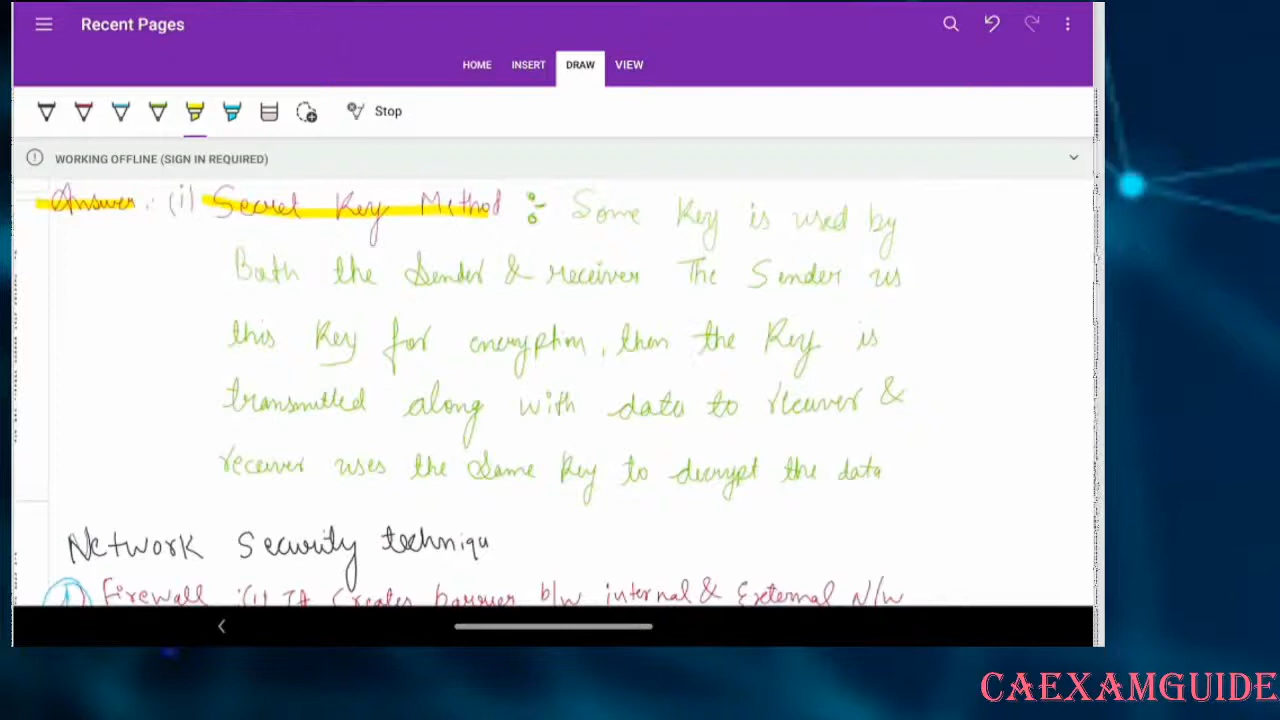 Recent Pages
HOME INSERT DRAW VIEW
Stop
WORKING OFFLINE (SIGN IN REQUIRED)
Answer : (i) Secret Key Method :- Some Key is used by
Both the Sender & receiver The Sender us
this Key for encryption, then the Key is
transmitted along with data to receiver &
receiver uses the Same Key to decrypt the data
Network Security techniqu
① Firewall :(i) It Creates barrier b/w internal & External N/w
CAEXAMGUIDE